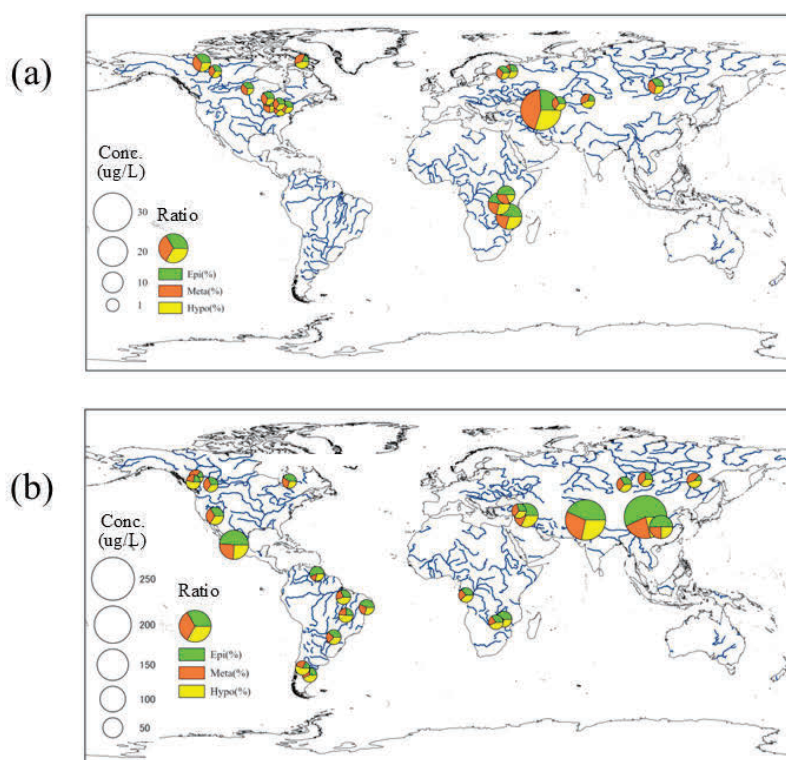 (a)
Conc.
(ug/L)
30
Ratio
20
Epi(%)
10
Meta(%)
1
Hypo(%)
(b)
Conc.
(ug/L)
250
Ratio
200
150
Epi(%)
100
Meta(%)
50
Hypo(%)